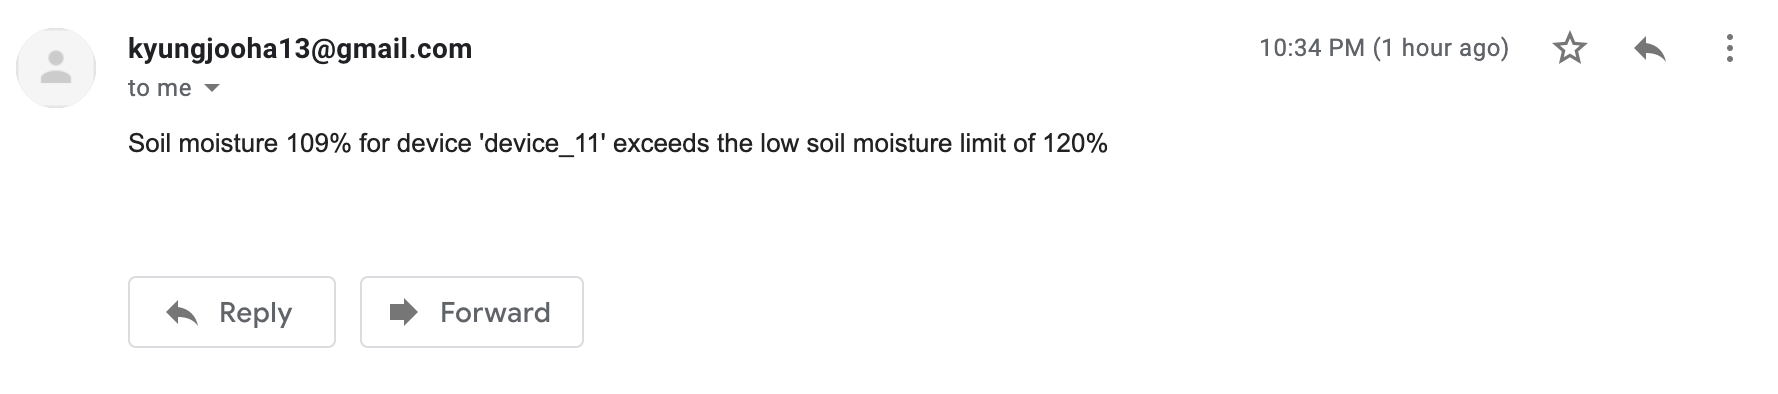 kyungjooha13@gmail.com 10:34 PM (1 hour ago)
to me
Soil moisture 109% for device 'device_11' exceeds the low soil moisture limit of 120%
Reply Forward